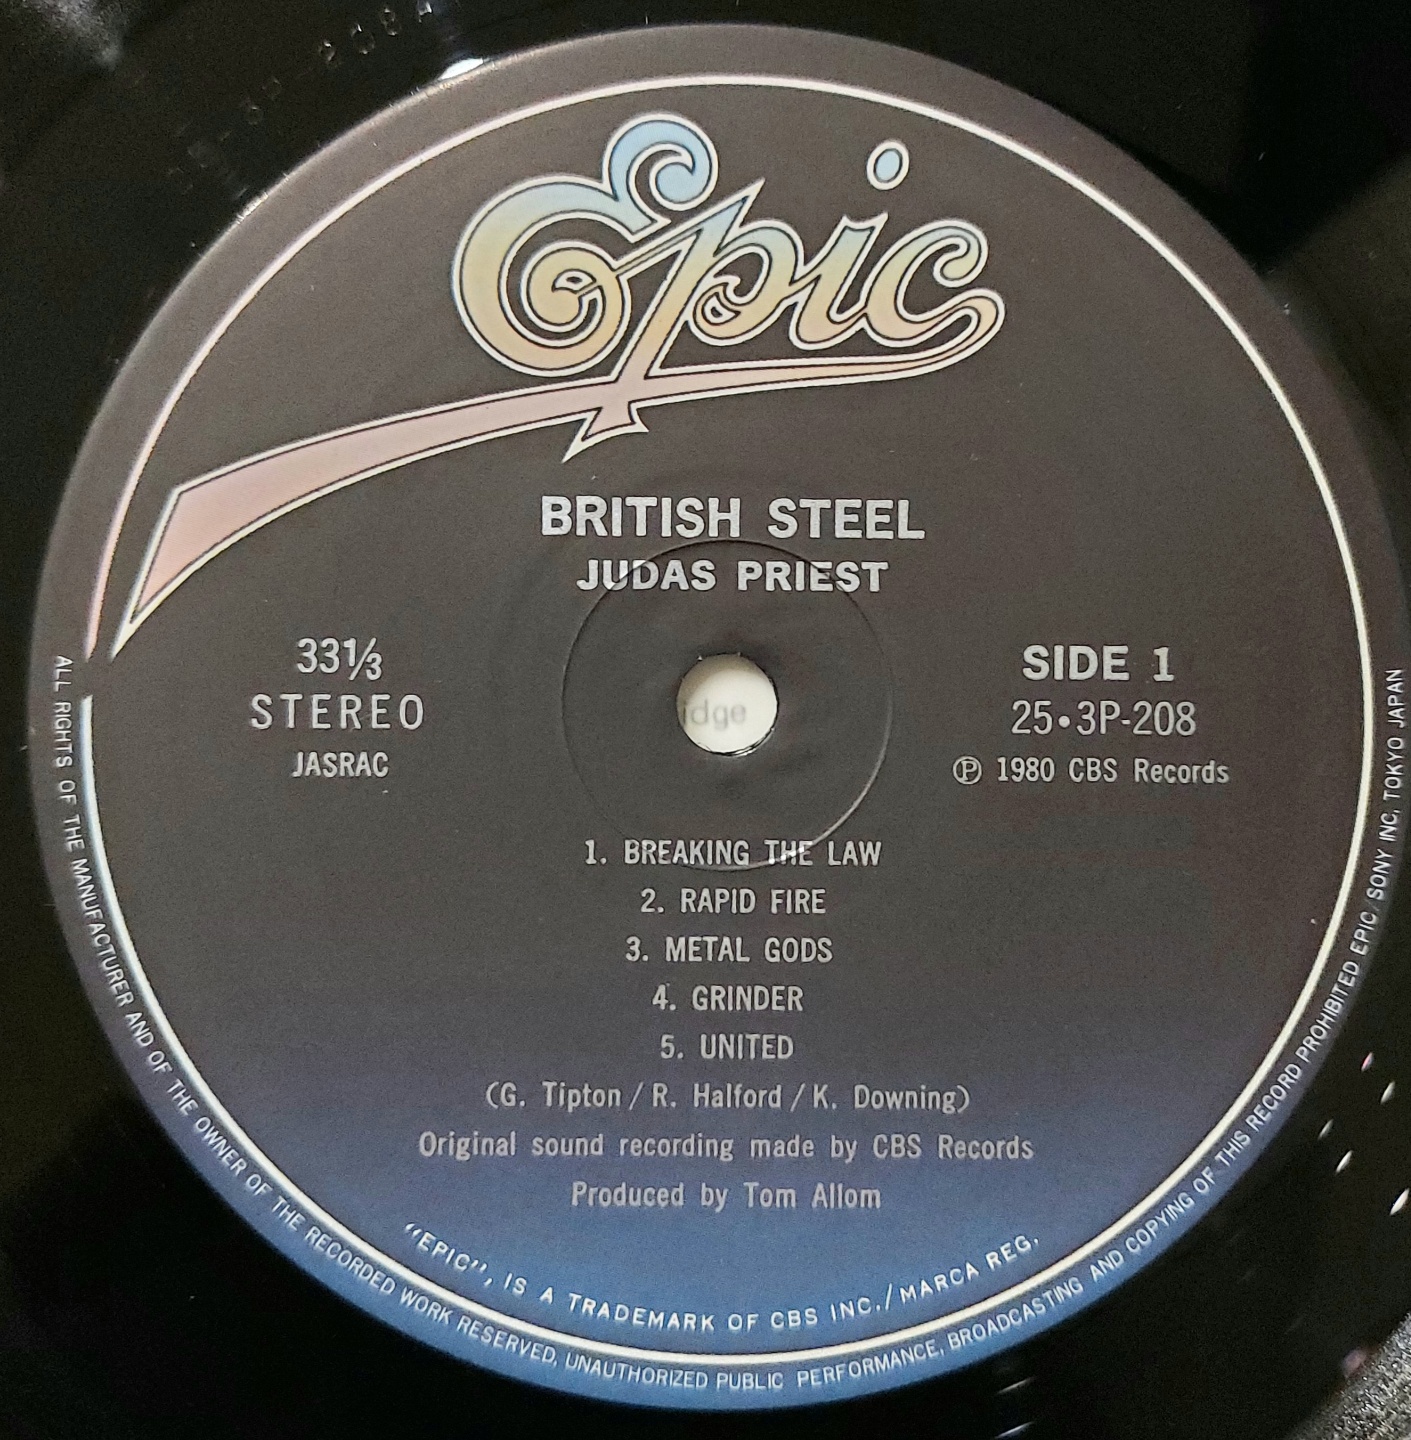 Epic
BRITISH STEEL
JUDAS PRIEST
33⅓
STEREO
JASRAC
SIDE 1
25•3P-208
Ⓟ 1980 CBS Records
idge
1. BREAKING THE LAW
2. RAPID FIRE
3. METAL GODS
4. GRINDER
5. UNITED
(G. Tipton / R. Halford / K. Downing)
Original sound recording made by CBS Records
Produced by Tom Allom
"EPIC", IS A TRADEMARK OF CBS INC./MARCA REG.
ALL RIGHTS OF THE MANUFACTURER AND OF THE OWNER OF THE RECORDED WORK RESERVED, UNAUTHORIZED PUBLIC PERFORMANCE, BROADCASTING AND COPYING OF THIS RECORD PROHIBITED EPIC/SONY INC, TOKYO JAPAN